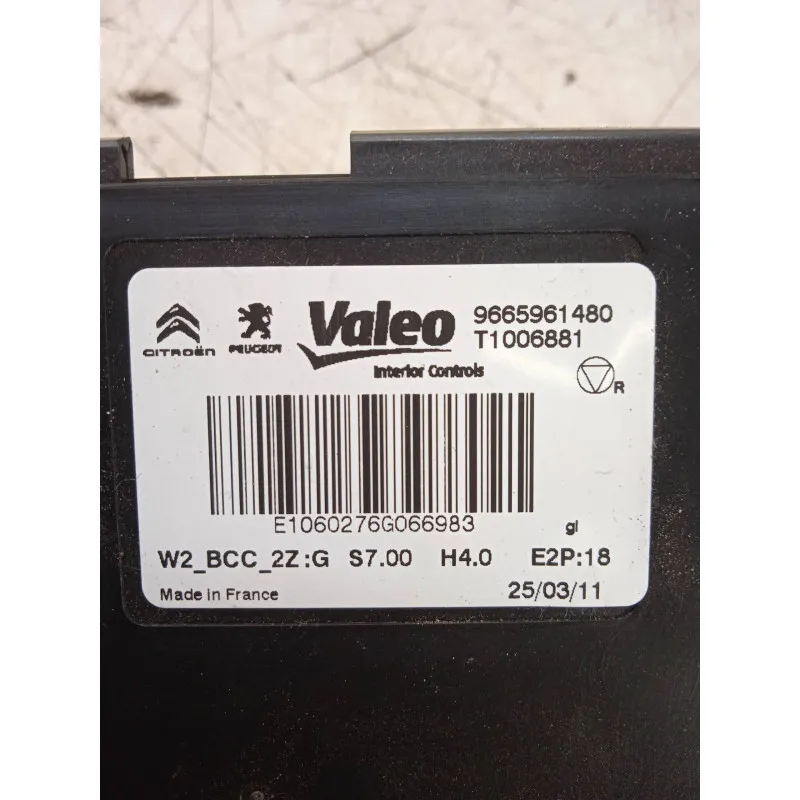 CITROËN PEUGEOT Valeo 9665961480
T1006881
Interior Controls
R
E1060276G066983 gl
W2_BCC_2Z:G S7.00 H4.0 E2P:18
Made in France 25/03/11